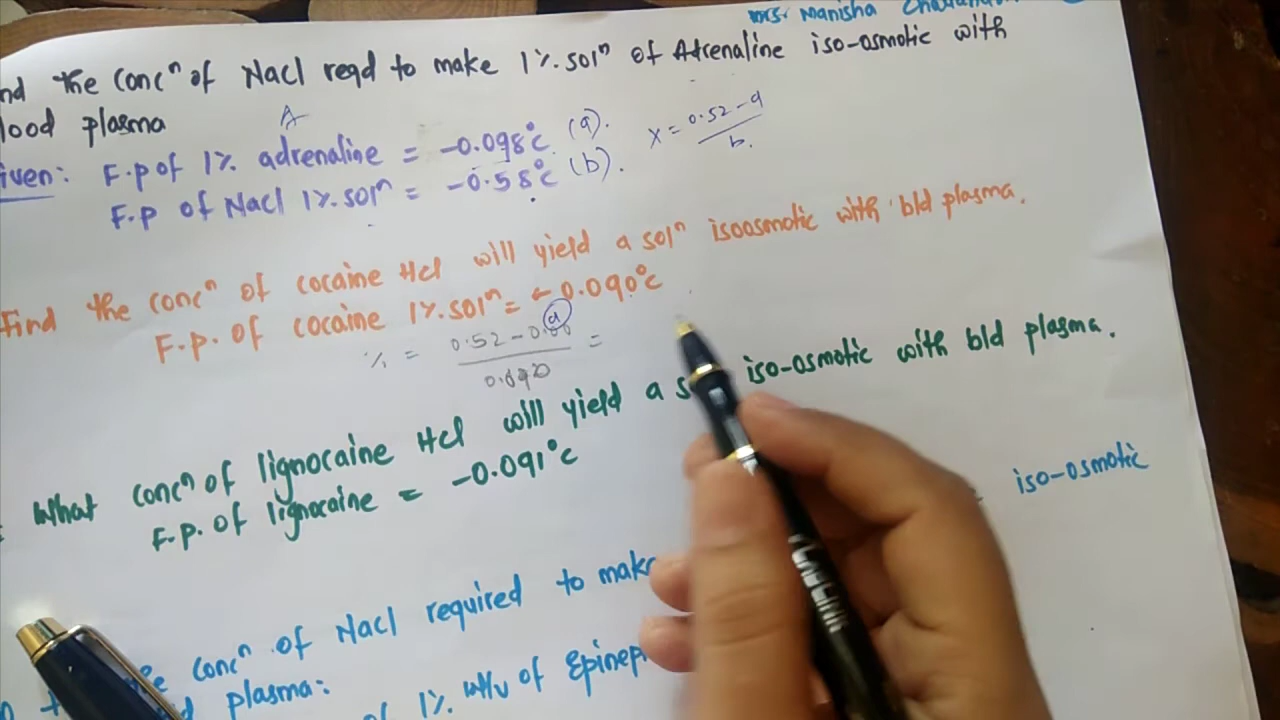 Mrs. Manisha
nd the concⁿ of NaCl reqd to make 1%.solⁿ of Adrenaline iso-osmotic with
lood plasma
A
iven: F.p of 1% adrenaline = -0.098°c (a).
F.p of NaCl 1%.solⁿ = -0.58°c (b).
X = 0.52-a
b.
Find the concⁿ of cocaine Hcl will yield a solⁿ isoosmotic with bld plasma.
F.p. of cocaine 1%.solⁿ = -0.090°c
% = 0.52-0.00 =
a
0.090
What concⁿ of lignocaine Hcl will yield a s iso-osmotic with bld plasma.
F.p. of lignocaine = -0.091°c
concⁿ of NaCl required to make iso-osmotic
d plasma:
of 1% w/v of Epinep